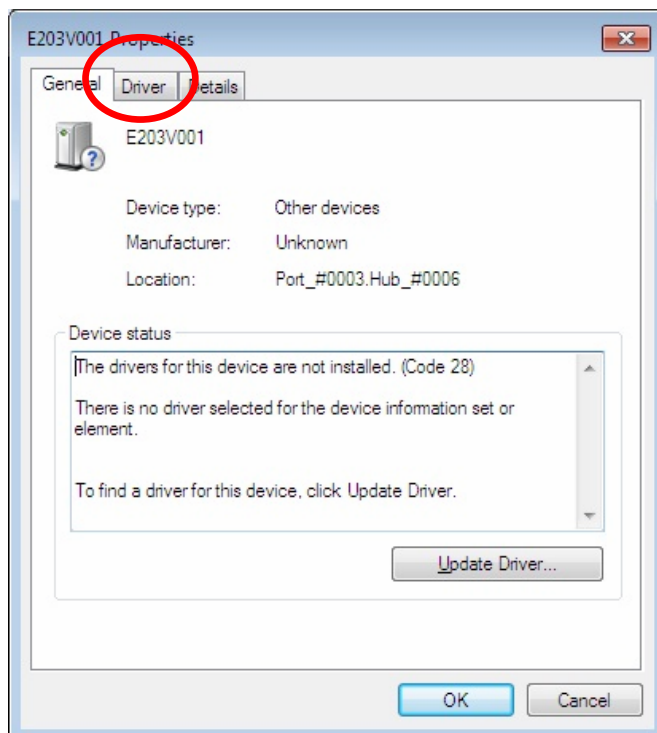 E203V001 Properties
General Driver Details
E203V001
Device type: Other devices
Manufacturer: Unknown
Location: Port_#0003.Hub_#0006
Device status
The drivers for this device are not installed. (Code 28)
There is no driver selected for the device information set or
element.
To find a driver for this device, click Update Driver.
Update Driver...
OK Cancel